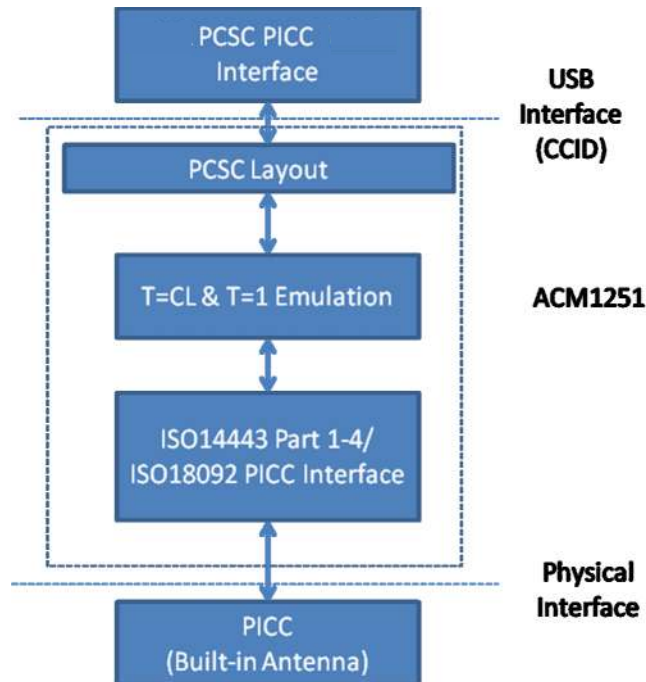 PCSC PICC
Interface
USB
Interface
(CCID)
PCSC Layout
T=CL & T=1 Emulation
ACM1251
ISO14443 Part 1-4/
ISO18092 PICC Interface
Physical
Interface
PICC
(Built-in Antenna)